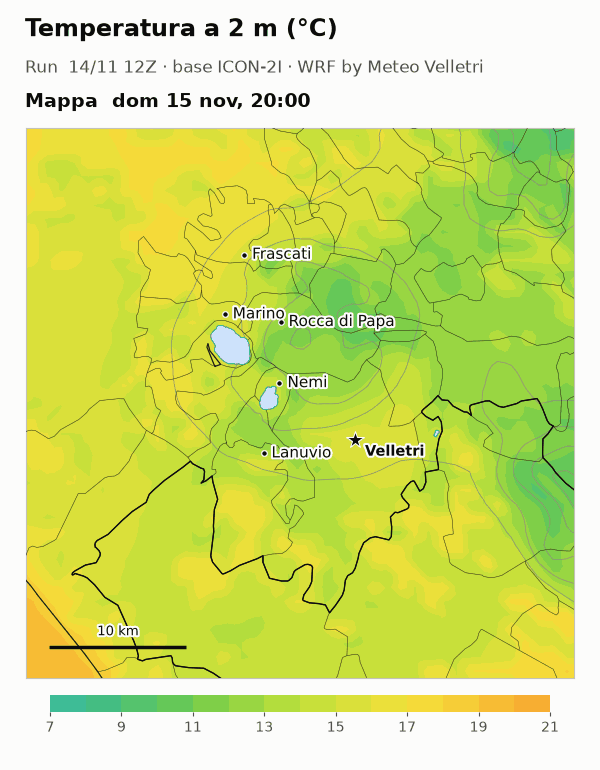 Temperatura a 2 m (°C)
Run  14/11 12Z · base ICON-2I · WRF by Meteo Velletri
Mappa  dom 15 nov, 20:00
Frascati
Marino
Rocca di Papa
Nemi
Velletri
Lanuvio
10 km
7 9 11 13 15 17 19 21